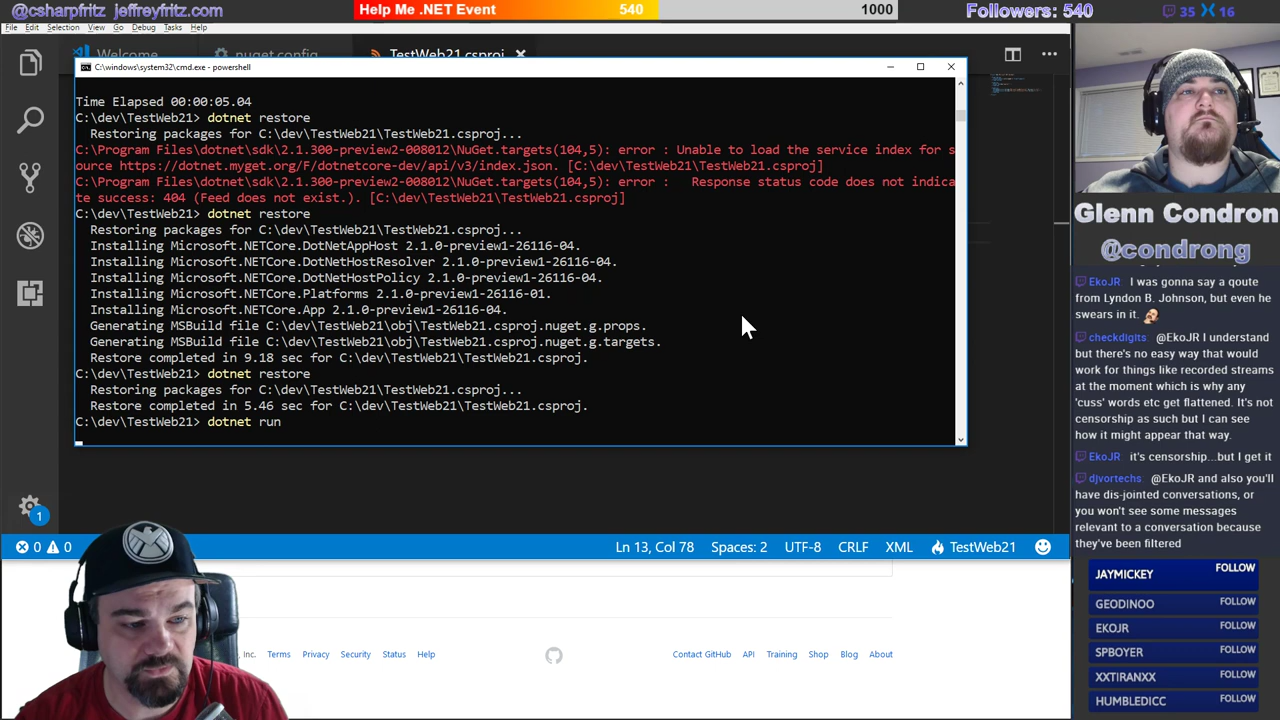 @csharpfritz jeffreyfritz.com
Help Me .NET Event 540 1000
Followers: 540 35 16
File Edit Selection View Go Debug Tasks Help
Welcome nuget.config TestWeb21.csproj
C:\windows\system32\cmd.exe - powershell
Time Elapsed 00:00:05.04
C:\dev\TestWeb21> dotnet restore
Restoring packages for C:\dev\TestWeb21\TestWeb21.csproj...
C:\Program Files\dotnet\sdk\2.1.300-preview2-008012\NuGet.targets(104,5): error : Unable to load the service index for s
ource https://dotnet.myget.org/F/dotnetcore-dev/api/v3/index.json. [C:\dev\TestWeb21\TestWeb21.csproj]
C:\Program Files\dotnet\sdk\2.1.300-preview2-008012\NuGet.targets(104,5): error :   Response status code does not indica
te success: 404 (Feed does not exist.). [C:\dev\TestWeb21\TestWeb21.csproj]
C:\dev\TestWeb21> dotnet restore
Restoring packages for C:\dev\TestWeb21\TestWeb21.csproj...
Installing Microsoft.NETCore.DotNetAppHost 2.1.0-preview1-26116-04.
Installing Microsoft.NETCore.DotNetHostResolver 2.1.0-preview1-26116-04.
Installing Microsoft.NETCore.DotNetHostPolicy 2.1.0-preview1-26116-04.
Installing Microsoft.NETCore.Platforms 2.1.0-preview1-26116-01.
Installing Microsoft.NETCore.App 2.1.0-preview1-26116-04.
Generating MSBuild file C:\dev\TestWeb21\obj\TestWeb21.csproj.nuget.g.props.
Generating MSBuild file C:\dev\TestWeb21\obj\TestWeb21.csproj.nuget.g.targets.
Restore completed in 9.18 sec for C:\dev\TestWeb21\TestWeb21.csproj.
C:\dev\TestWeb21> dotnet restore
Restoring packages for C:\dev\TestWeb21\TestWeb21.csproj...
Restore completed in 5.46 sec for C:\dev\TestWeb21\TestWeb21.csproj.
C:\dev\TestWeb21> dotnet run
1
0 0 Ln 13, Col 78 Spaces: 2 UTF-8 CRLF XML TestWeb21
Inc. Terms Privacy Security Status Help Contact GitHub API Training Shop Blog About
Glenn Condron
@condrong
EkoJR: I was gonna say a qoute
from Lyndon B. Johnson, but even he
swears in it.
checkdigits: @EkoJR I understand
but there's no easy way that would
work for things like recorded streams
at the moment which is why any
'cuss' words etc get flattened. It's not
censorship as such but I can see
how it might appear that way.
EkoJR: it's censorship...but I get it
djvortechs: @EkoJR and also you'll
have dis-jointed conversations, or
you won't see some messages
relevant to a conversation because
they've been filtered
JAYMICKEY FOLLOW
GEODINOO FOLLOW
EKOJR FOLLOW
SPBOYER FOLLOW
XXTIRANXX FOLLOW
HUMBLEDICC FOLLOW